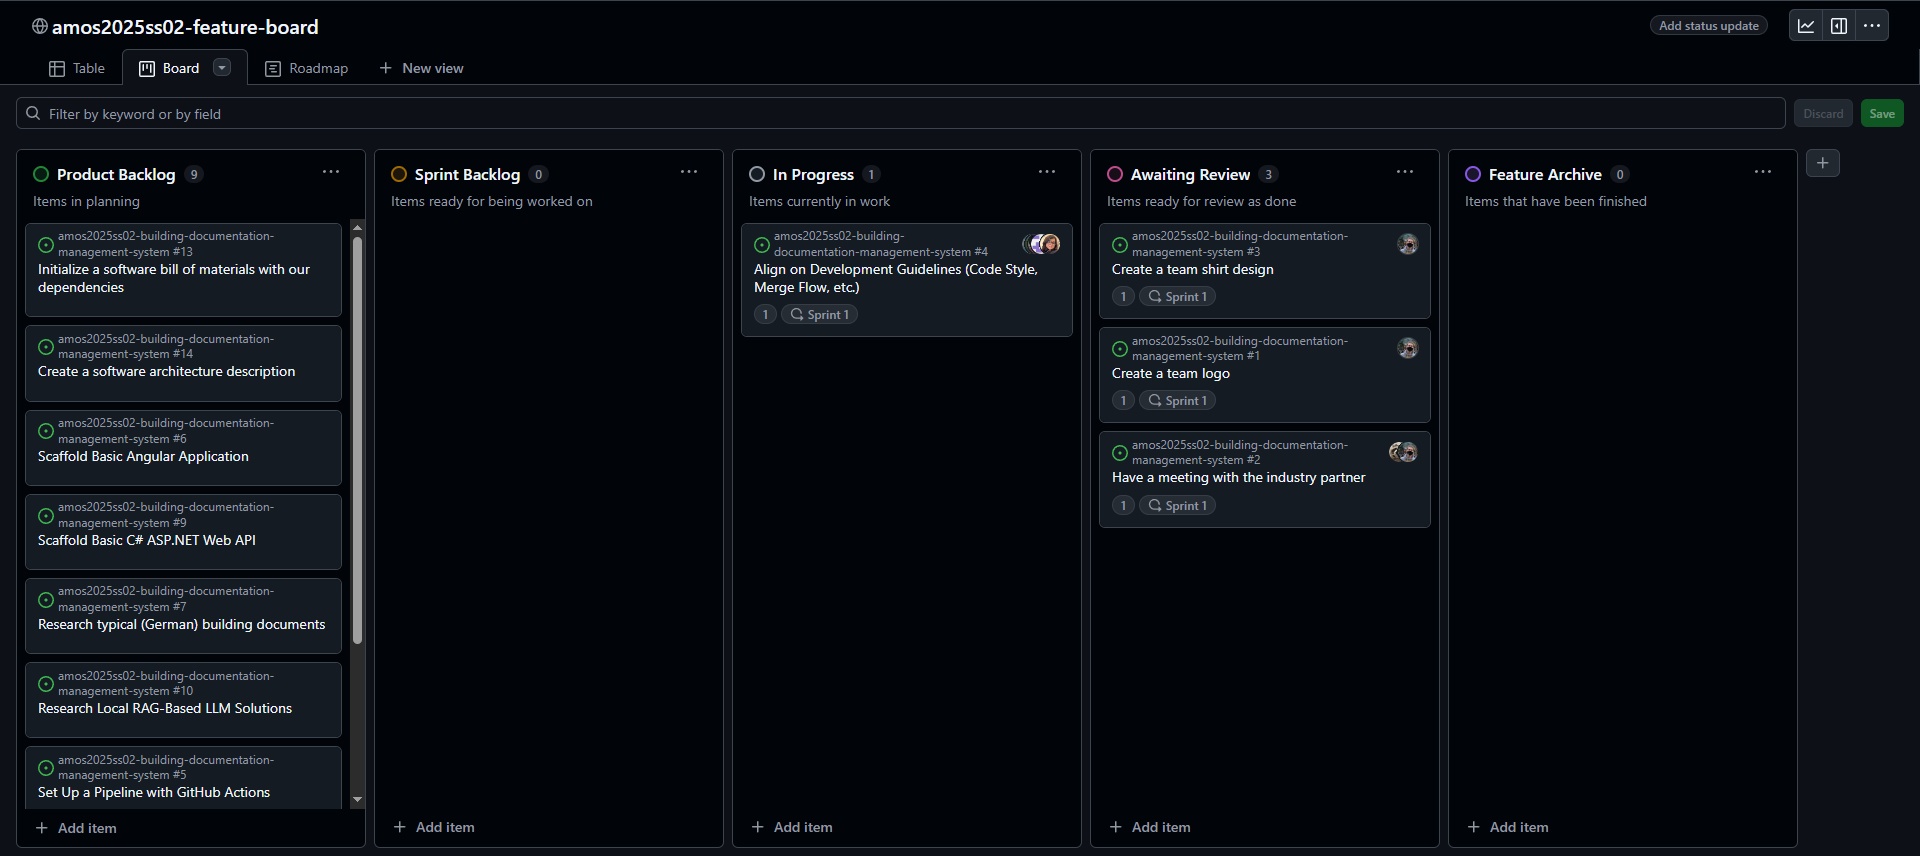 amos2025ss02-feature-board
Add status update
Table
Board
Roadmap
New view
Filter by keyword or by field
Discard
Save
Product Backlog 9
Items in planning
amos2025ss02-building-documentation-
management-system #13
Initialize a software bill of materials with our
dependencies
amos2025ss02-building-documentation-
management-system #14
Create a software architecture description
amos2025ss02-building-documentation-
management-system #6
Scaffold Basic Angular Application
amos2025ss02-building-documentation-
management-system #9
Scaffold Basic C# ASP.NET Web API
amos2025ss02-building-documentation-
management-system #7
Research typical (German) building documents
amos2025ss02-building-documentation-
management-system #10
Research Local RAG-Based LLM Solutions
amos2025ss02-building-documentation-
management-system #5
Set Up a Pipeline with GitHub Actions
Add item
Sprint Backlog 0
Items ready for being worked on
Add item
In Progress 1
Items currently in work
amos2025ss02-building-
documentation-management-system #4
Align on Development Guidelines (Code Style,
Merge Flow, etc.)
1 Sprint 1
Add item
Awaiting Review 3
Items ready for review as done
amos2025ss02-building-documentation-
management-system #3
Create a team shirt design
1 Sprint 1
amos2025ss02-building-documentation-
management-system #1
Create a team logo
1 Sprint 1
amos2025ss02-building-documentation-
management-system #2
Have a meeting with the industry partner
1 Sprint 1
Add item
Feature Archive 0
Items that have been finished
Add item